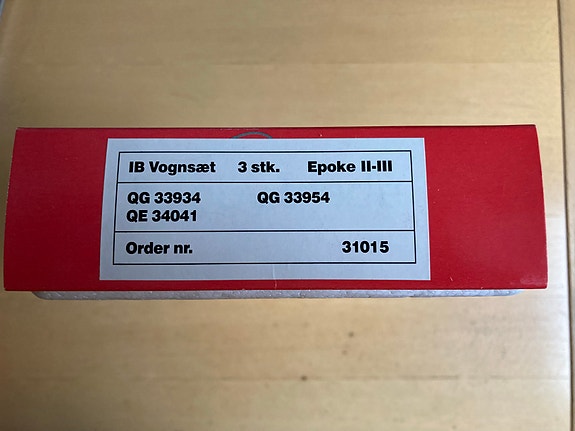 IB Vognsæt 3 stk. Epoke II-III
QG 33934 QG 33954
QE 34041
Order nr. 31015